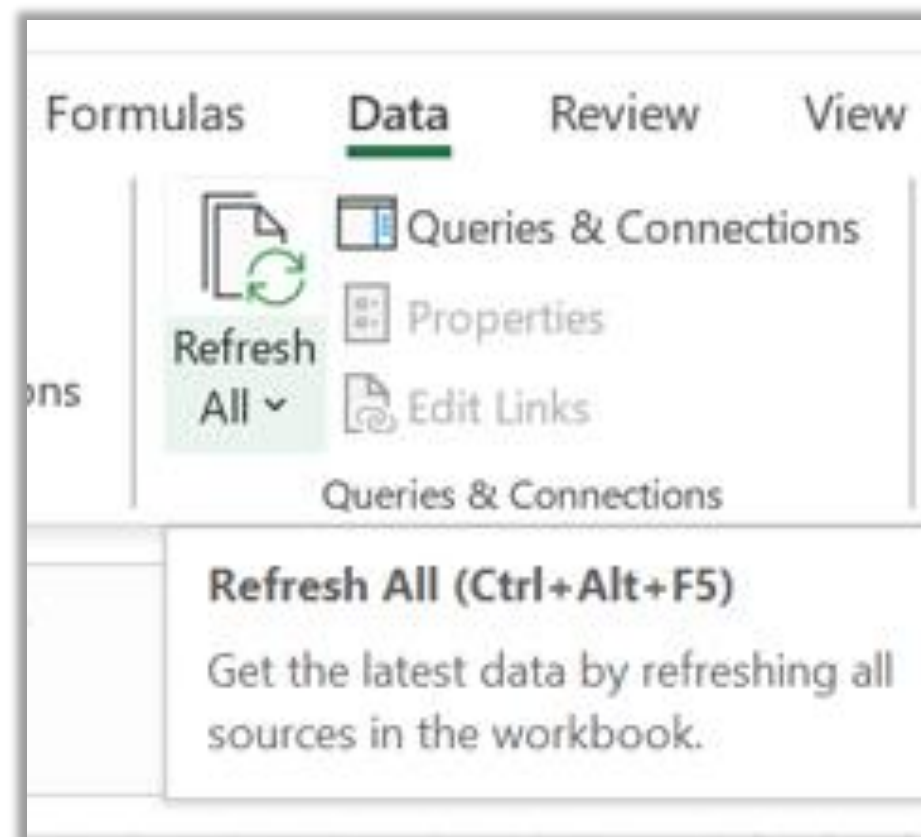 Formulas Data Review View
Queries & Connections
Properties
Refresh
All
ons
Edit Links
Queries & Connections
Refresh All (Ctrl+Alt+F5)
Get the latest data by refreshing all
sources in the workbook.